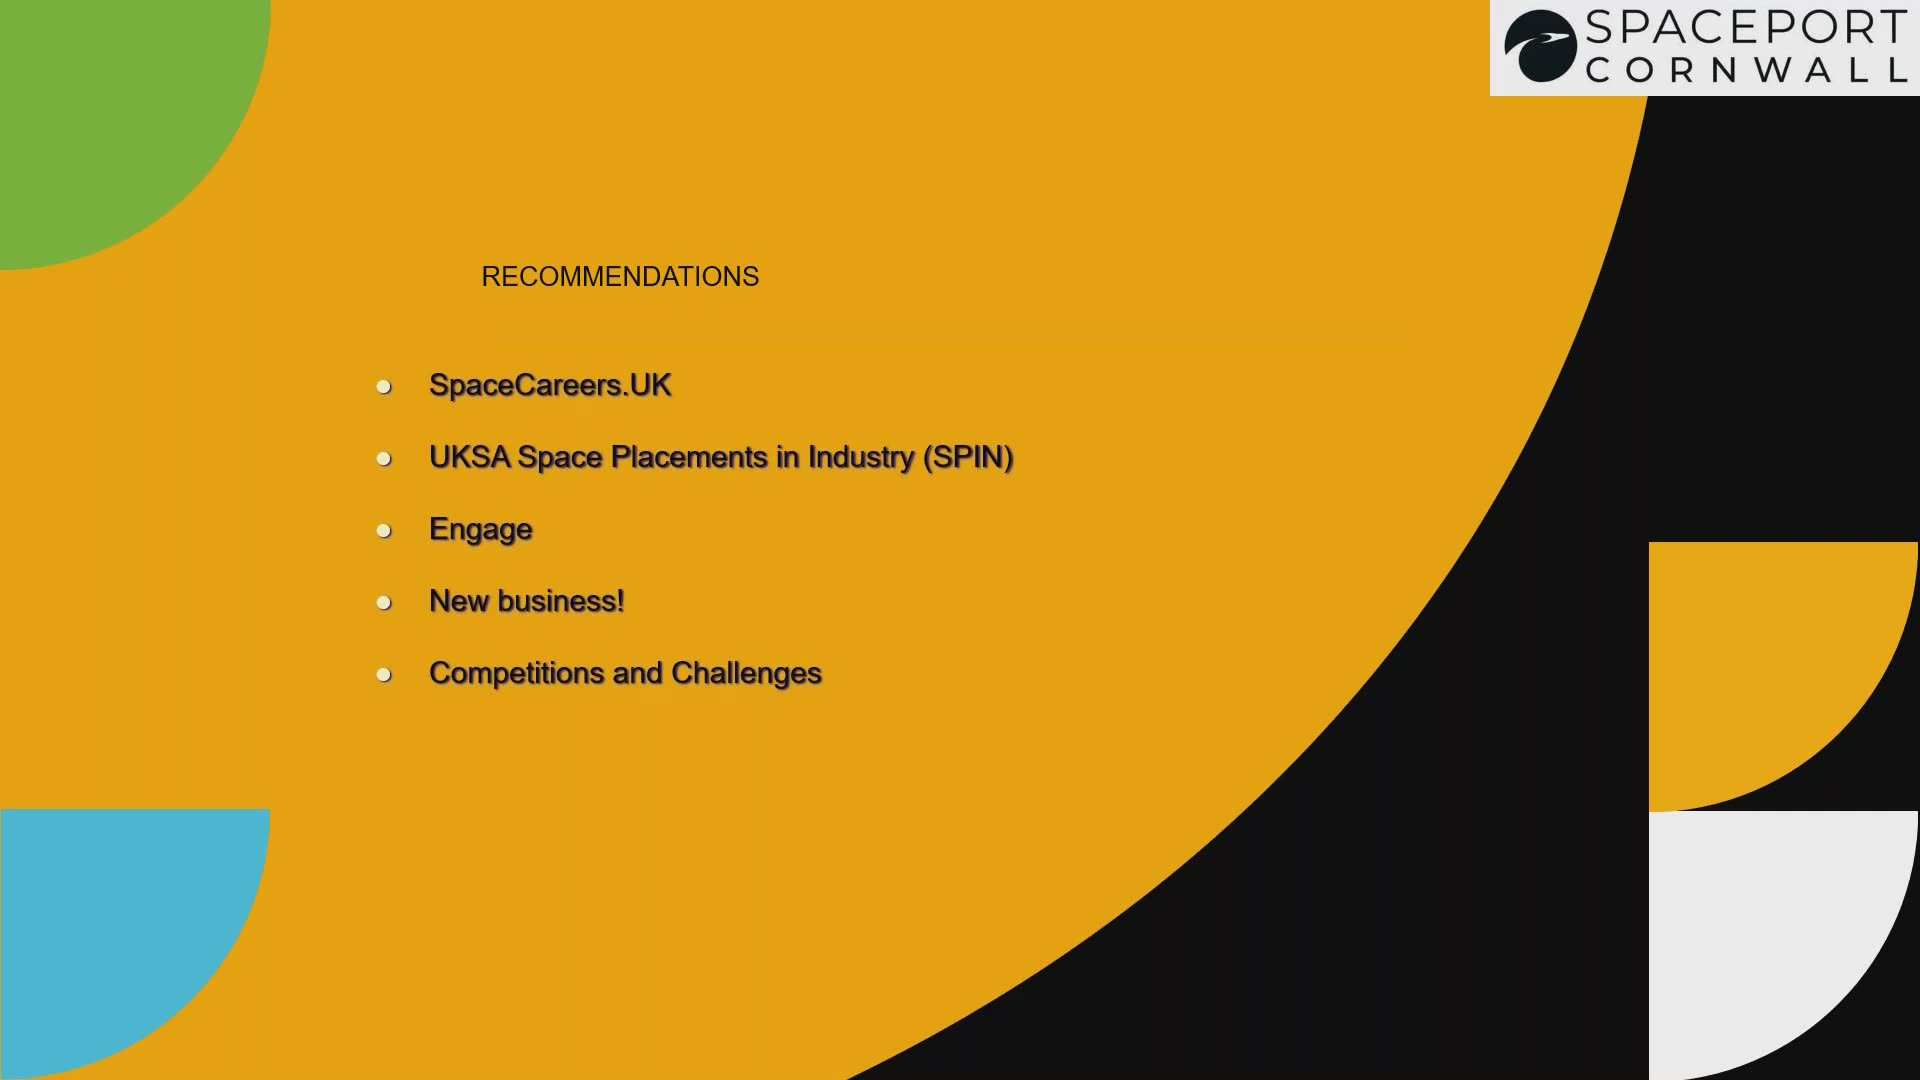 SPACEPORT
CORNWALL
RECOMMENDATIONS
SpaceCareers.UK
UKSA Space Placements in Industry (SPIN)
Engage
New business!
Competitions and Challenges